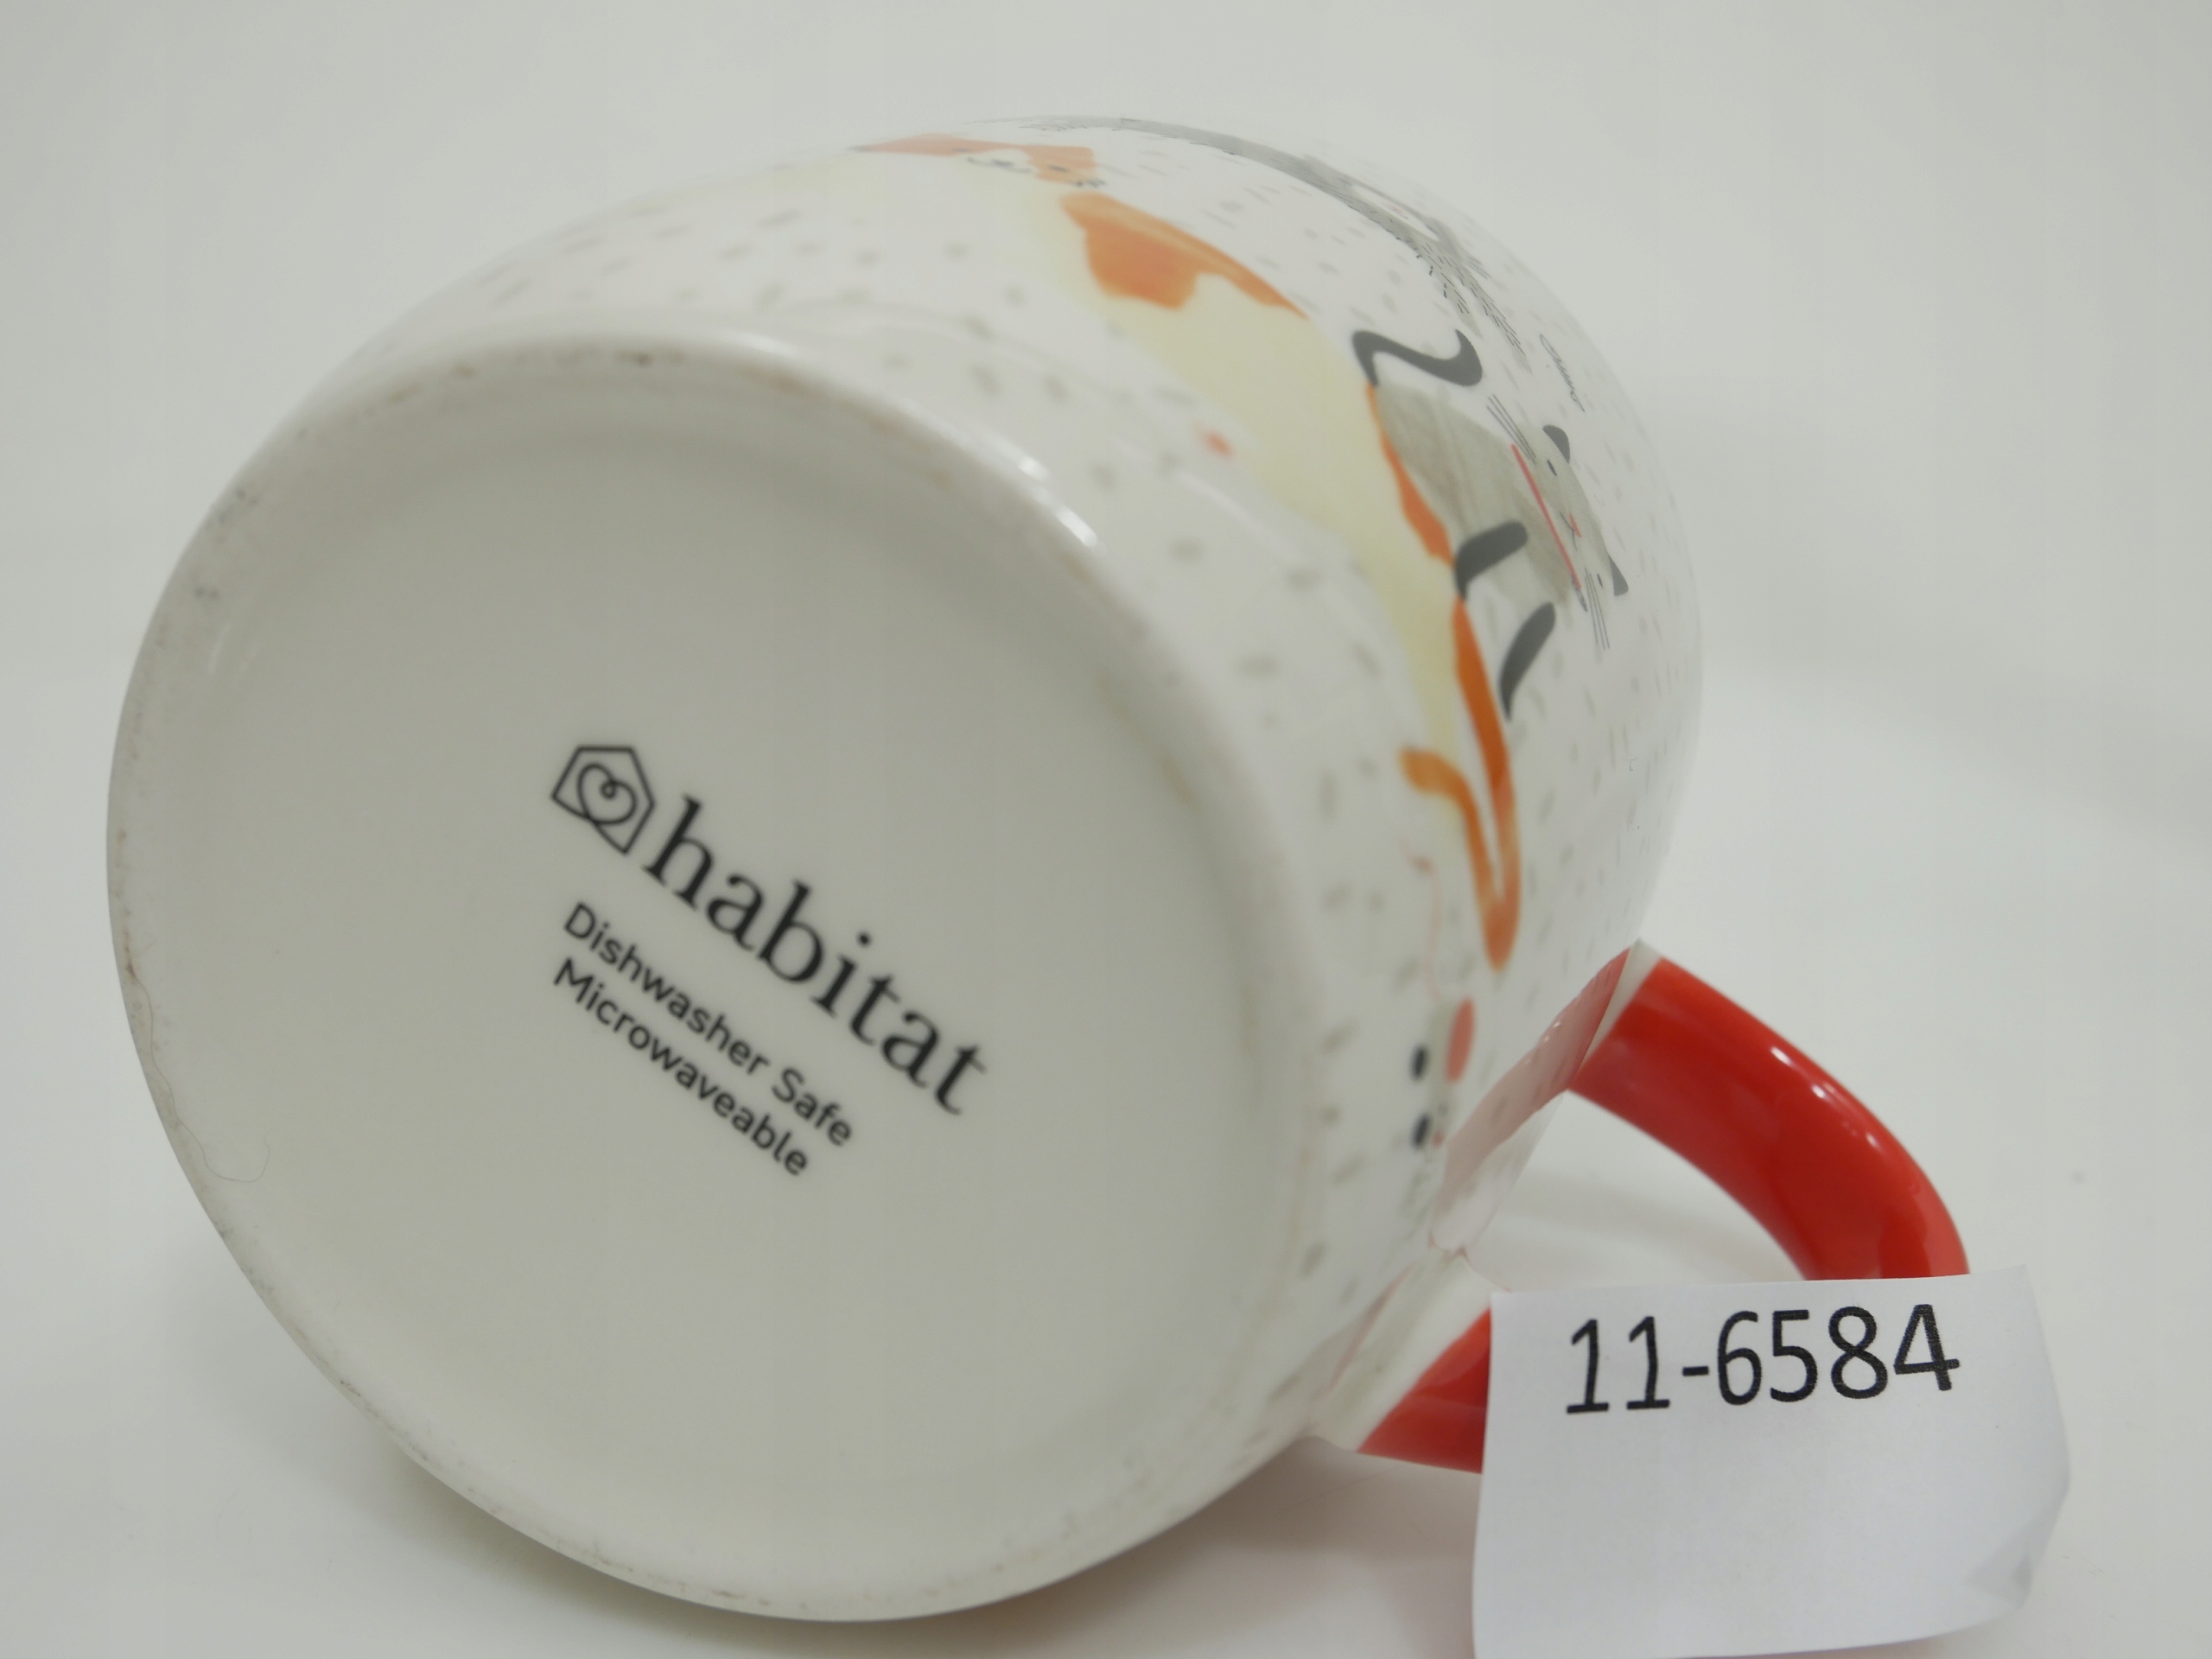 habitat
Dishwasher Safe
Microwaveable
11-6584